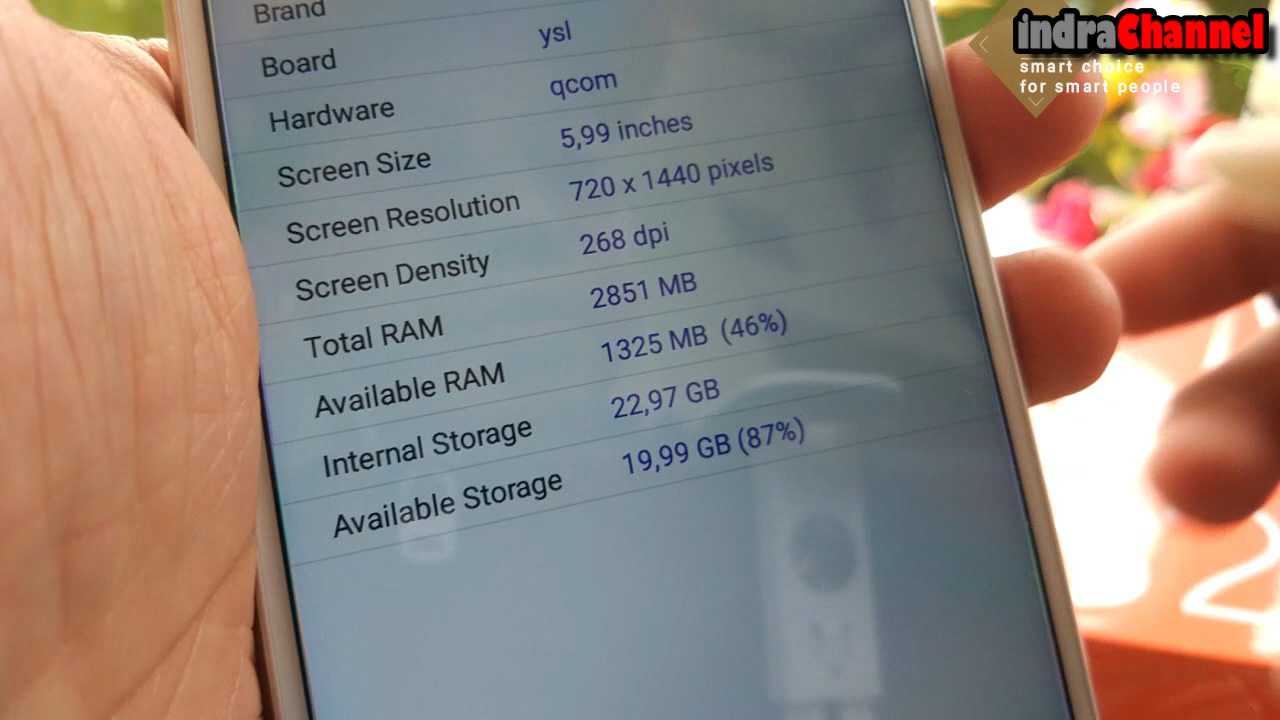 indraChannel
smart choice
for smart people
Brand
Board ysl
Hardware qcom
Screen Size 5,99 inches
Screen Resolution 720 x 1440 pixels
Screen Density 268 dpi
Total RAM 2851 MB
Available RAM 1325 MB (46%)
Internal Storage 22,97 GB
Available Storage 19,99 GB (87%)